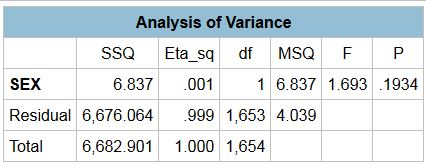 Analysis of Variance
SSQ Eta_sq df MSQ F P
SEX 6.837 .001 1 6.837 1.693 .1934
Residual 6,676.064 .999 1,653 4.039
Total 6,682.901 1.000 1,654